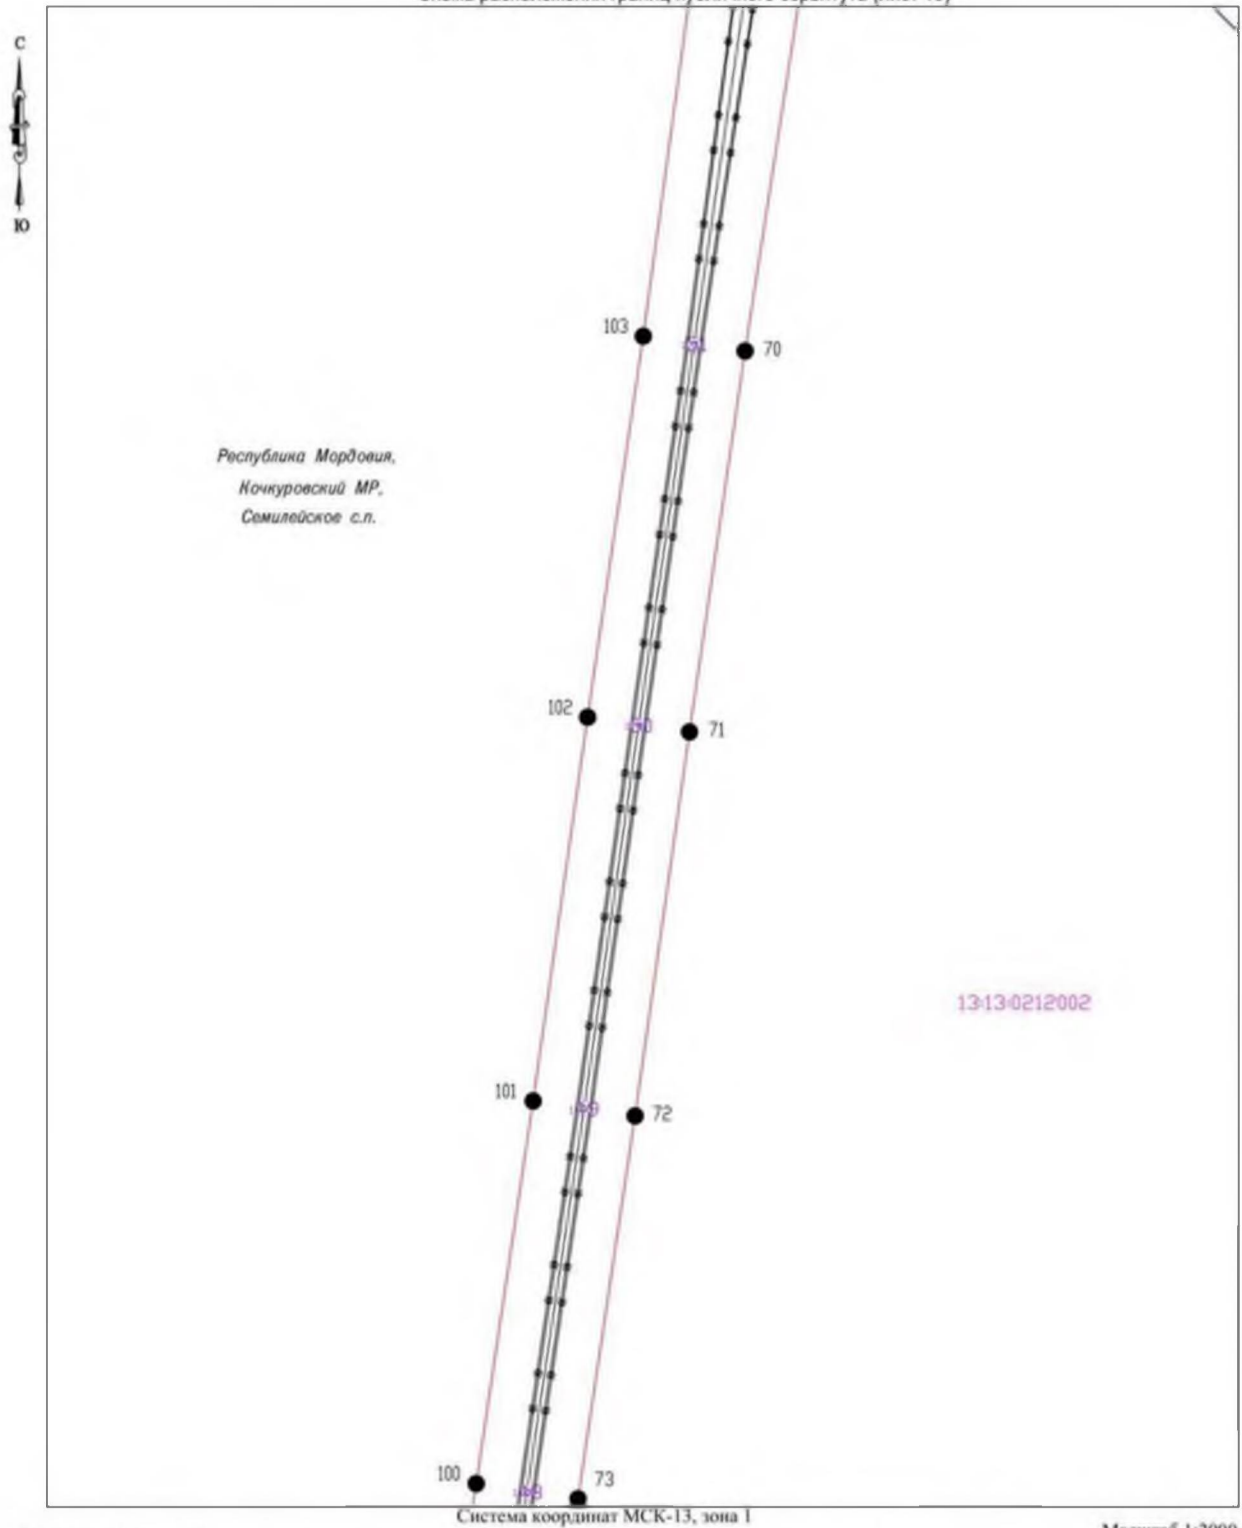 С
Ю
103
70
Республика Мордовия,
Кочкуровский МР,
Семилейское с.п.
102
71
13:13:0212002
101
72
100
73
Система координат МСК-13, зона 1